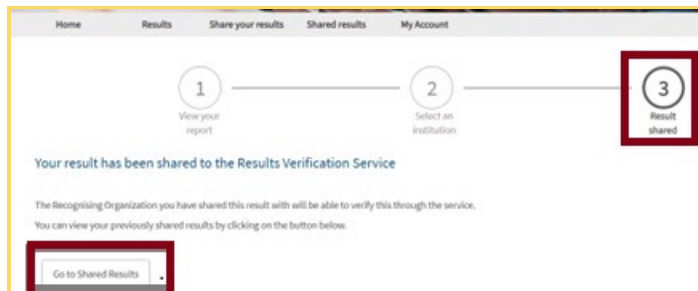 Home Results Share your results Shared results My Account
1 2 3
View your Select an Result
report institution shared
Your result has been shared to the Results Verification Service
The Recognising Organization you have shared this result with will be able to verify this through the service.
You can view your previously shared results by clicking on the button below.
Go to Shared Results